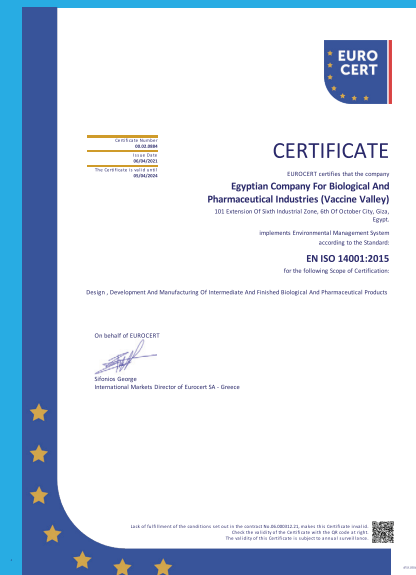 EURO
CERT
Certificate Number
00.02.0984
Issue Date
06/04/2021
The Certificate is valid until
05/04/2024
CERTIFICATE
EUROCERT certifies that the company
Egyptian Company For Biological And
Pharmaceutical Industries (Vaccine Valley)
101 Extension Of Sixth Industrial Zone, 6th Of October City, Giza,
Egypt.
implements Environmental Management System
according to the Standard:
EN ISO 14001:2015
for the following Scope of Certification:
Design , Development And Manufacturing Of Intermediate And Finished Biological And Pharmaceutical Products
On behalf of EUROCERT
Sifonios George
International Markets Director of Eurocert SA - Greece
Lack of fulfillment of the conditions set out in the contract No.04.000312.21, makes this Certificate invalid.
Check the validity of the Certificate with the QR code at right.
The validity of this Certificate is subject to annual surveillance.